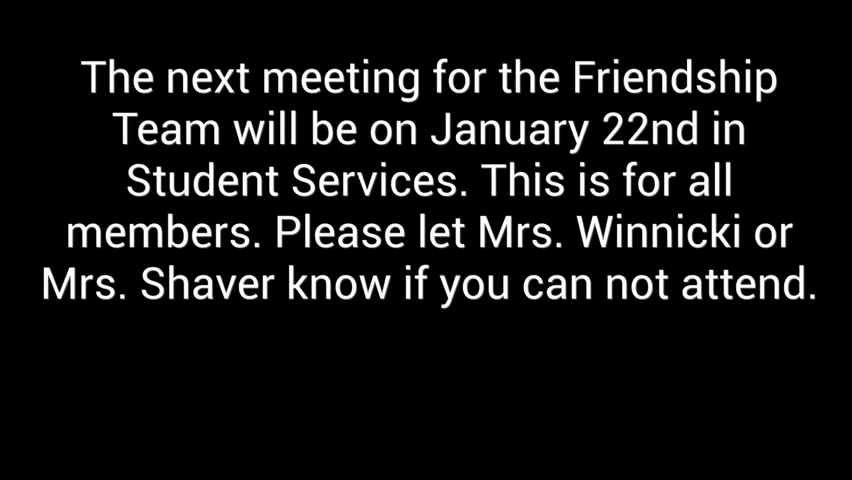 The next meeting for the Friendship
Team will be on January 22nd in
Student Services. This is for all
members. Please let Mrs. Winnicki or
Mrs. Shaver know if you can not attend.